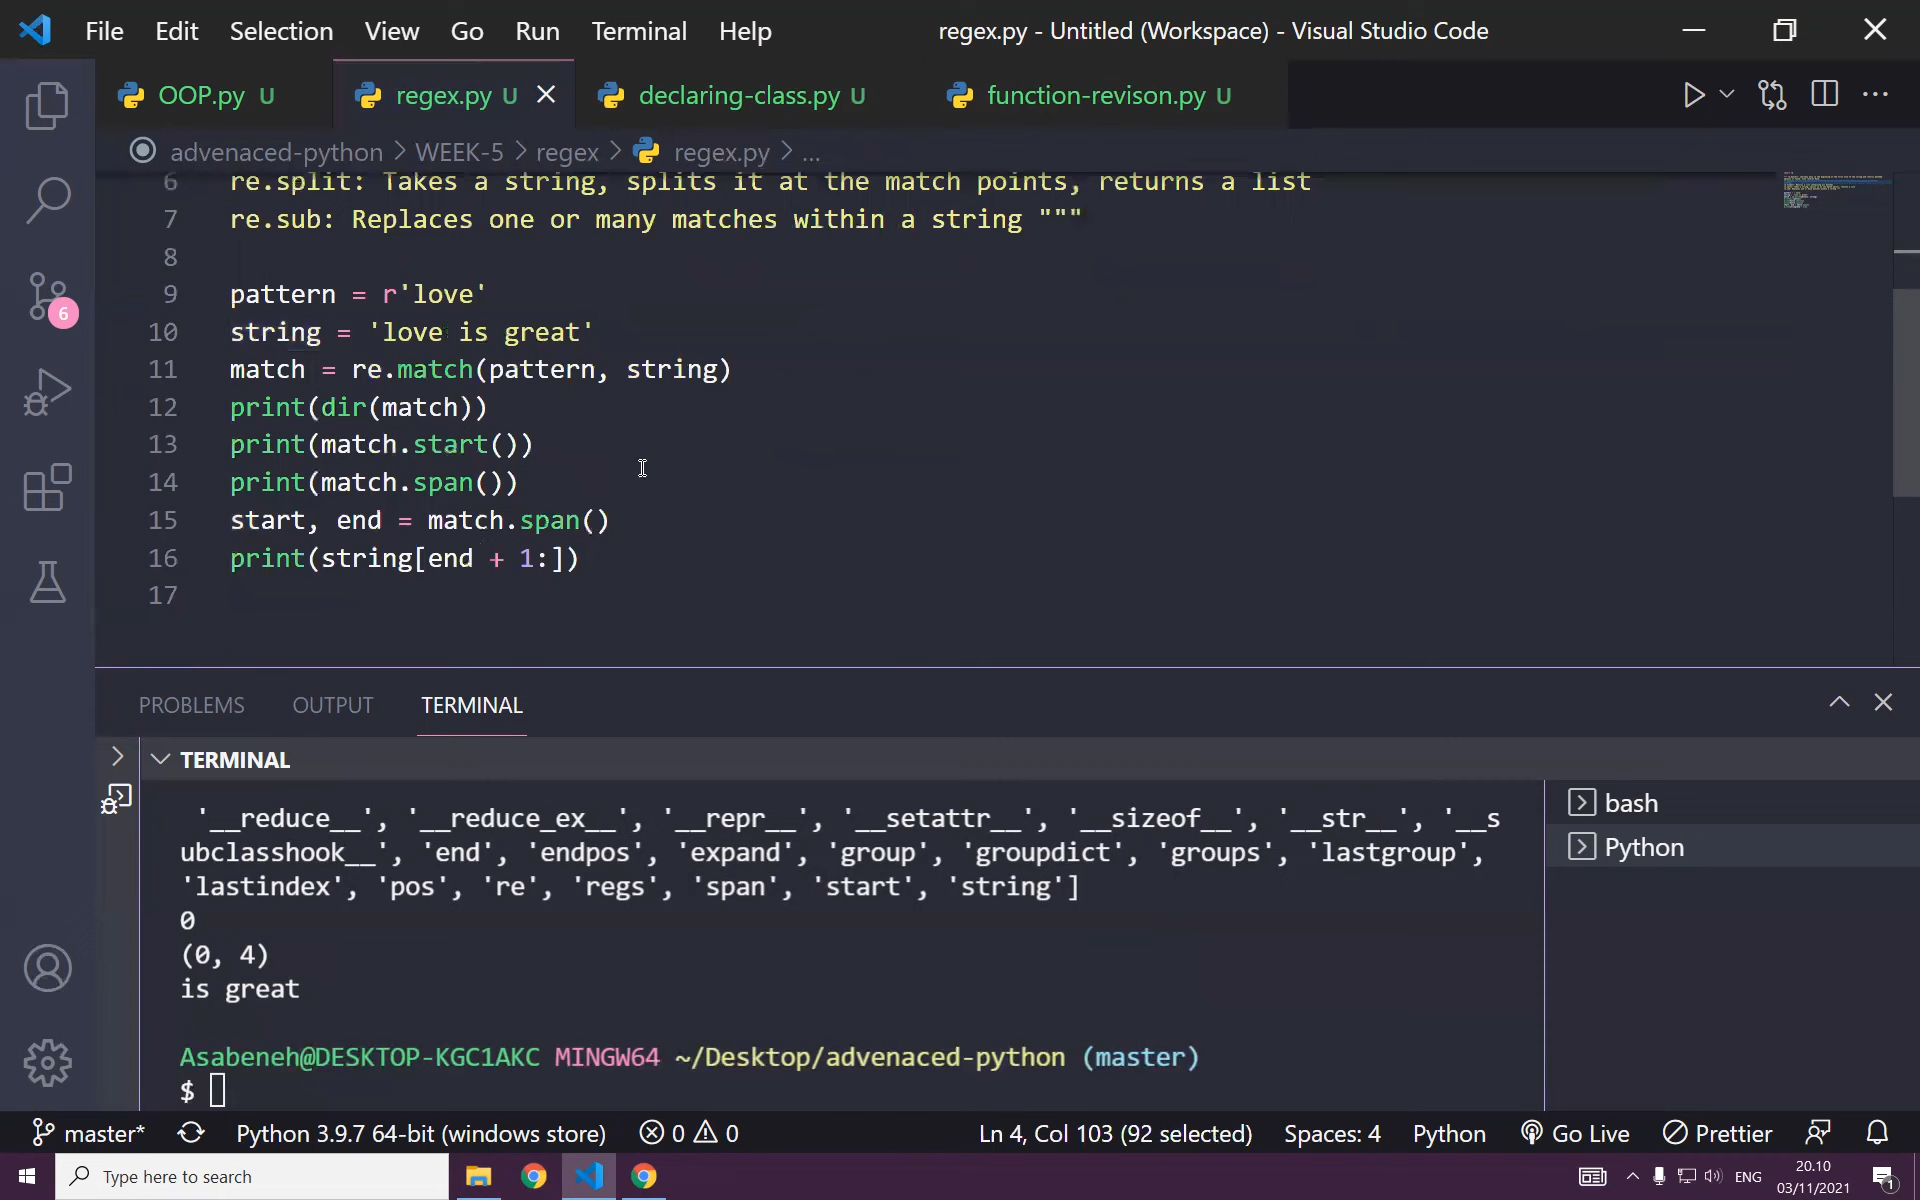 File Edit Selection View Go Run Terminal Help regex.py - Untitled (Workspace) - Visual Studio Code
OOP.py U regex.py U declaring-class.py U function-revison.py U
advenaced-python > WEEK-5 > regex > regex.py > ...
6 re.split: Takes a string, splits it at the match points, returns a list
7 re.sub: Replaces one or many matches within a string """
8
9 pattern = r'love'
10 string = 'love is great'
11 match = re.match(pattern, string)
12 print(dir(match))
13 print(match.start())
14 print(match.span())
15 start, end = match.span()
16 print(string[end + 1:])
17
6
PROBLEMS OUTPUT TERMINAL
TERMINAL
'__reduce__', '__reduce_ex__', '__repr__', '__setattr__', '__sizeof__', '__str__', '__s
ubclasshook__', 'end', 'endpos', 'expand', 'group', 'groupdict', 'groups', 'lastgroup',
'lastindex', 'pos', 're', 'regs', 'span', 'start', 'string']
0
(0, 4)
is great
Asabeneh@DESKTOP-KGC1AKC MINGW64 ~/Desktop/advenaced-python (master)
$
bash
Python
master* Python 3.9.7 64-bit (windows store) 0 0 Ln 4, Col 103 (92 selected) Spaces: 4 Python Go Live Prettier
Type here to search ENG 20.10
03/11/2021 1